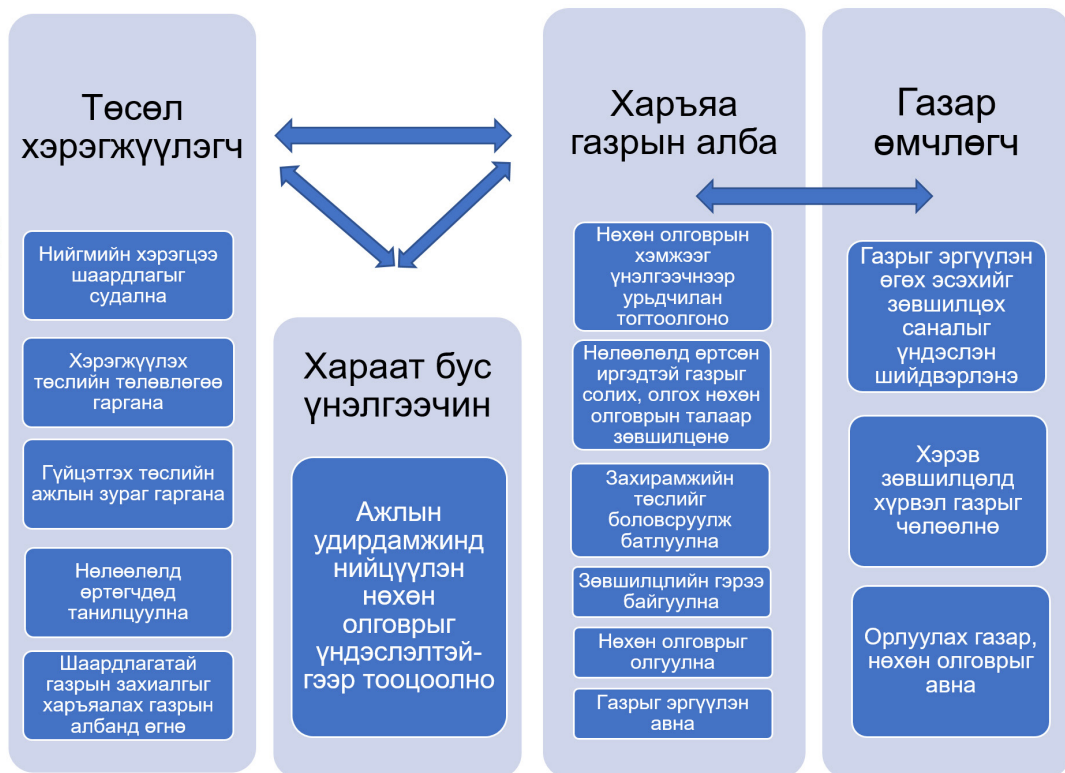 Төсөл
хэрэгжүүлэгч
Нийгмийн хэрэгцээ
шаардлагыг
судална
Хэрэгжүүлэх
төслийн төлөвлөгөө
гаргана
Гүйцэтгэх төслийн
ажлын зураг гаргана
Нөлөөлөлд
өртөгчдөд
танилцуулна
Шаардлагатай
газрын захиалгыг
харъяалах газрын
албанд өгнө
Хараат бус
үнэлгээчин
Ажлын
удирдамжинд
нийцүүлэн
нөхөн
олговрыг
үндэслэлтэй-
гээр тооцоолно
Харъяа
газрын алба
Нөхөн олговрын
хэмжээг
үнэлгээчнээр
урьдчилан
тогтоолгоно
Нөлөөлөлд өртсөн
иргэдтэй газрыг
солих, олгох нөхөн
олговрын талаар
зөвшилцөнө
Захирамжийн
төслийг
боловсруулж
батлуулна
Зөвшилцлийн гэрээ
байгуулна
Нөхөн олговрыг
олгуулна
Газрыг эргүүлэн
авна
Газар
өмчлөгч
Газрыг эргүүлэн
өгөх эсэхийг
зөвшилцөх
саналыг
үндэслэн
шийдвэрлэнэ
Хэрэв
зөвшилцөлд
хүрвэл газрыг
чөлөөлнө
Орлуулах газар,
нөхөн олговрыг
авна